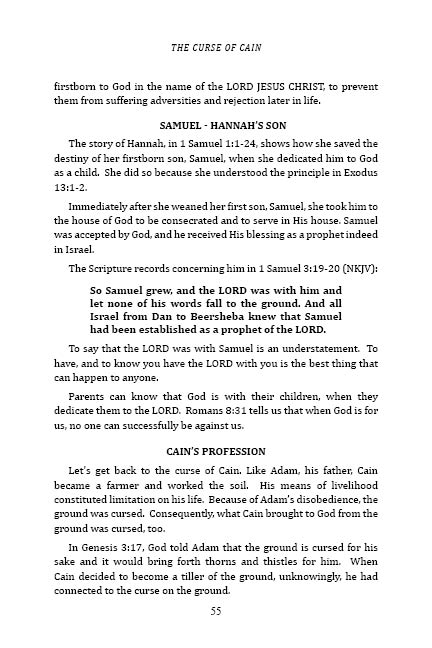 THE CURSE OF CAIN
firstborn to God in the name of the LORD JESUS CHRIST, to prevent
them from suffering adversities and rejection later in life.
SAMUEL - HANNAH'S SON
The story of Hannah, in 1 Samuel 1:1-24, shows how she saved the
destiny of her firstborn son, Samuel, when she dedicated him to God
as a child. She did so because she understood the principle in Exodus
13:1-2.
Immediately after she weaned her first son, Samuel, she took him to
the house of God to be consecrated and to serve in His house. Samuel
was accepted by God, and he received His blessing as a prophet indeed
in Israel.
The Scripture records concerning him in 1 Samuel 3:19-20 (NKJV):
So Samuel grew, and the LORD was with him and
let none of his words fall to the ground. And all
Israel from Dan to Beersheba knew that Samuel
had been established as a prophet of the LORD.
To say that the LORD was with Samuel is an understatement. To
have, and to know you have the LORD with you is the best thing that
can happen to anyone.
Parents can know that God is with their children, when they
dedicate them to the LORD. Romans 8:31 tells us that when God is for
us, no one can successfully be against us.
CAIN'S PROFESSION
Let's get back to the curse of Cain. Like Adam, his father, Cain
became a farmer and worked the soil. His means of livelihood
constituted limitation on his life. Because of Adam's disobedience, the
ground was cursed. Consequently, what Cain brought to God from the
ground was cursed, too.
In Genesis 3:17, God told Adam that the ground is cursed for his
sake and it would bring forth thorns and thistles for him. When
Cain decided to become a tiller of the ground, unknowingly, he had
connected to the curse on the ground.
55